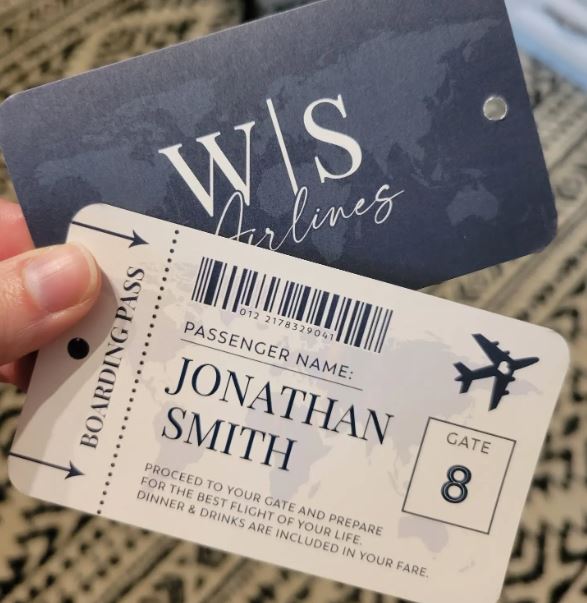 W|S
Airlines
BOARDING PASS
012 2178329041
PASSENGER NAME:
JONATHAN
SMITH
PROCEED TO YOUR GATE AND PREPARE
FOR THE BEST FLIGHT OF YOUR LIFE.
DINNER & DRINKS ARE INCLUDED IN YOUR FARE.
GATE
8